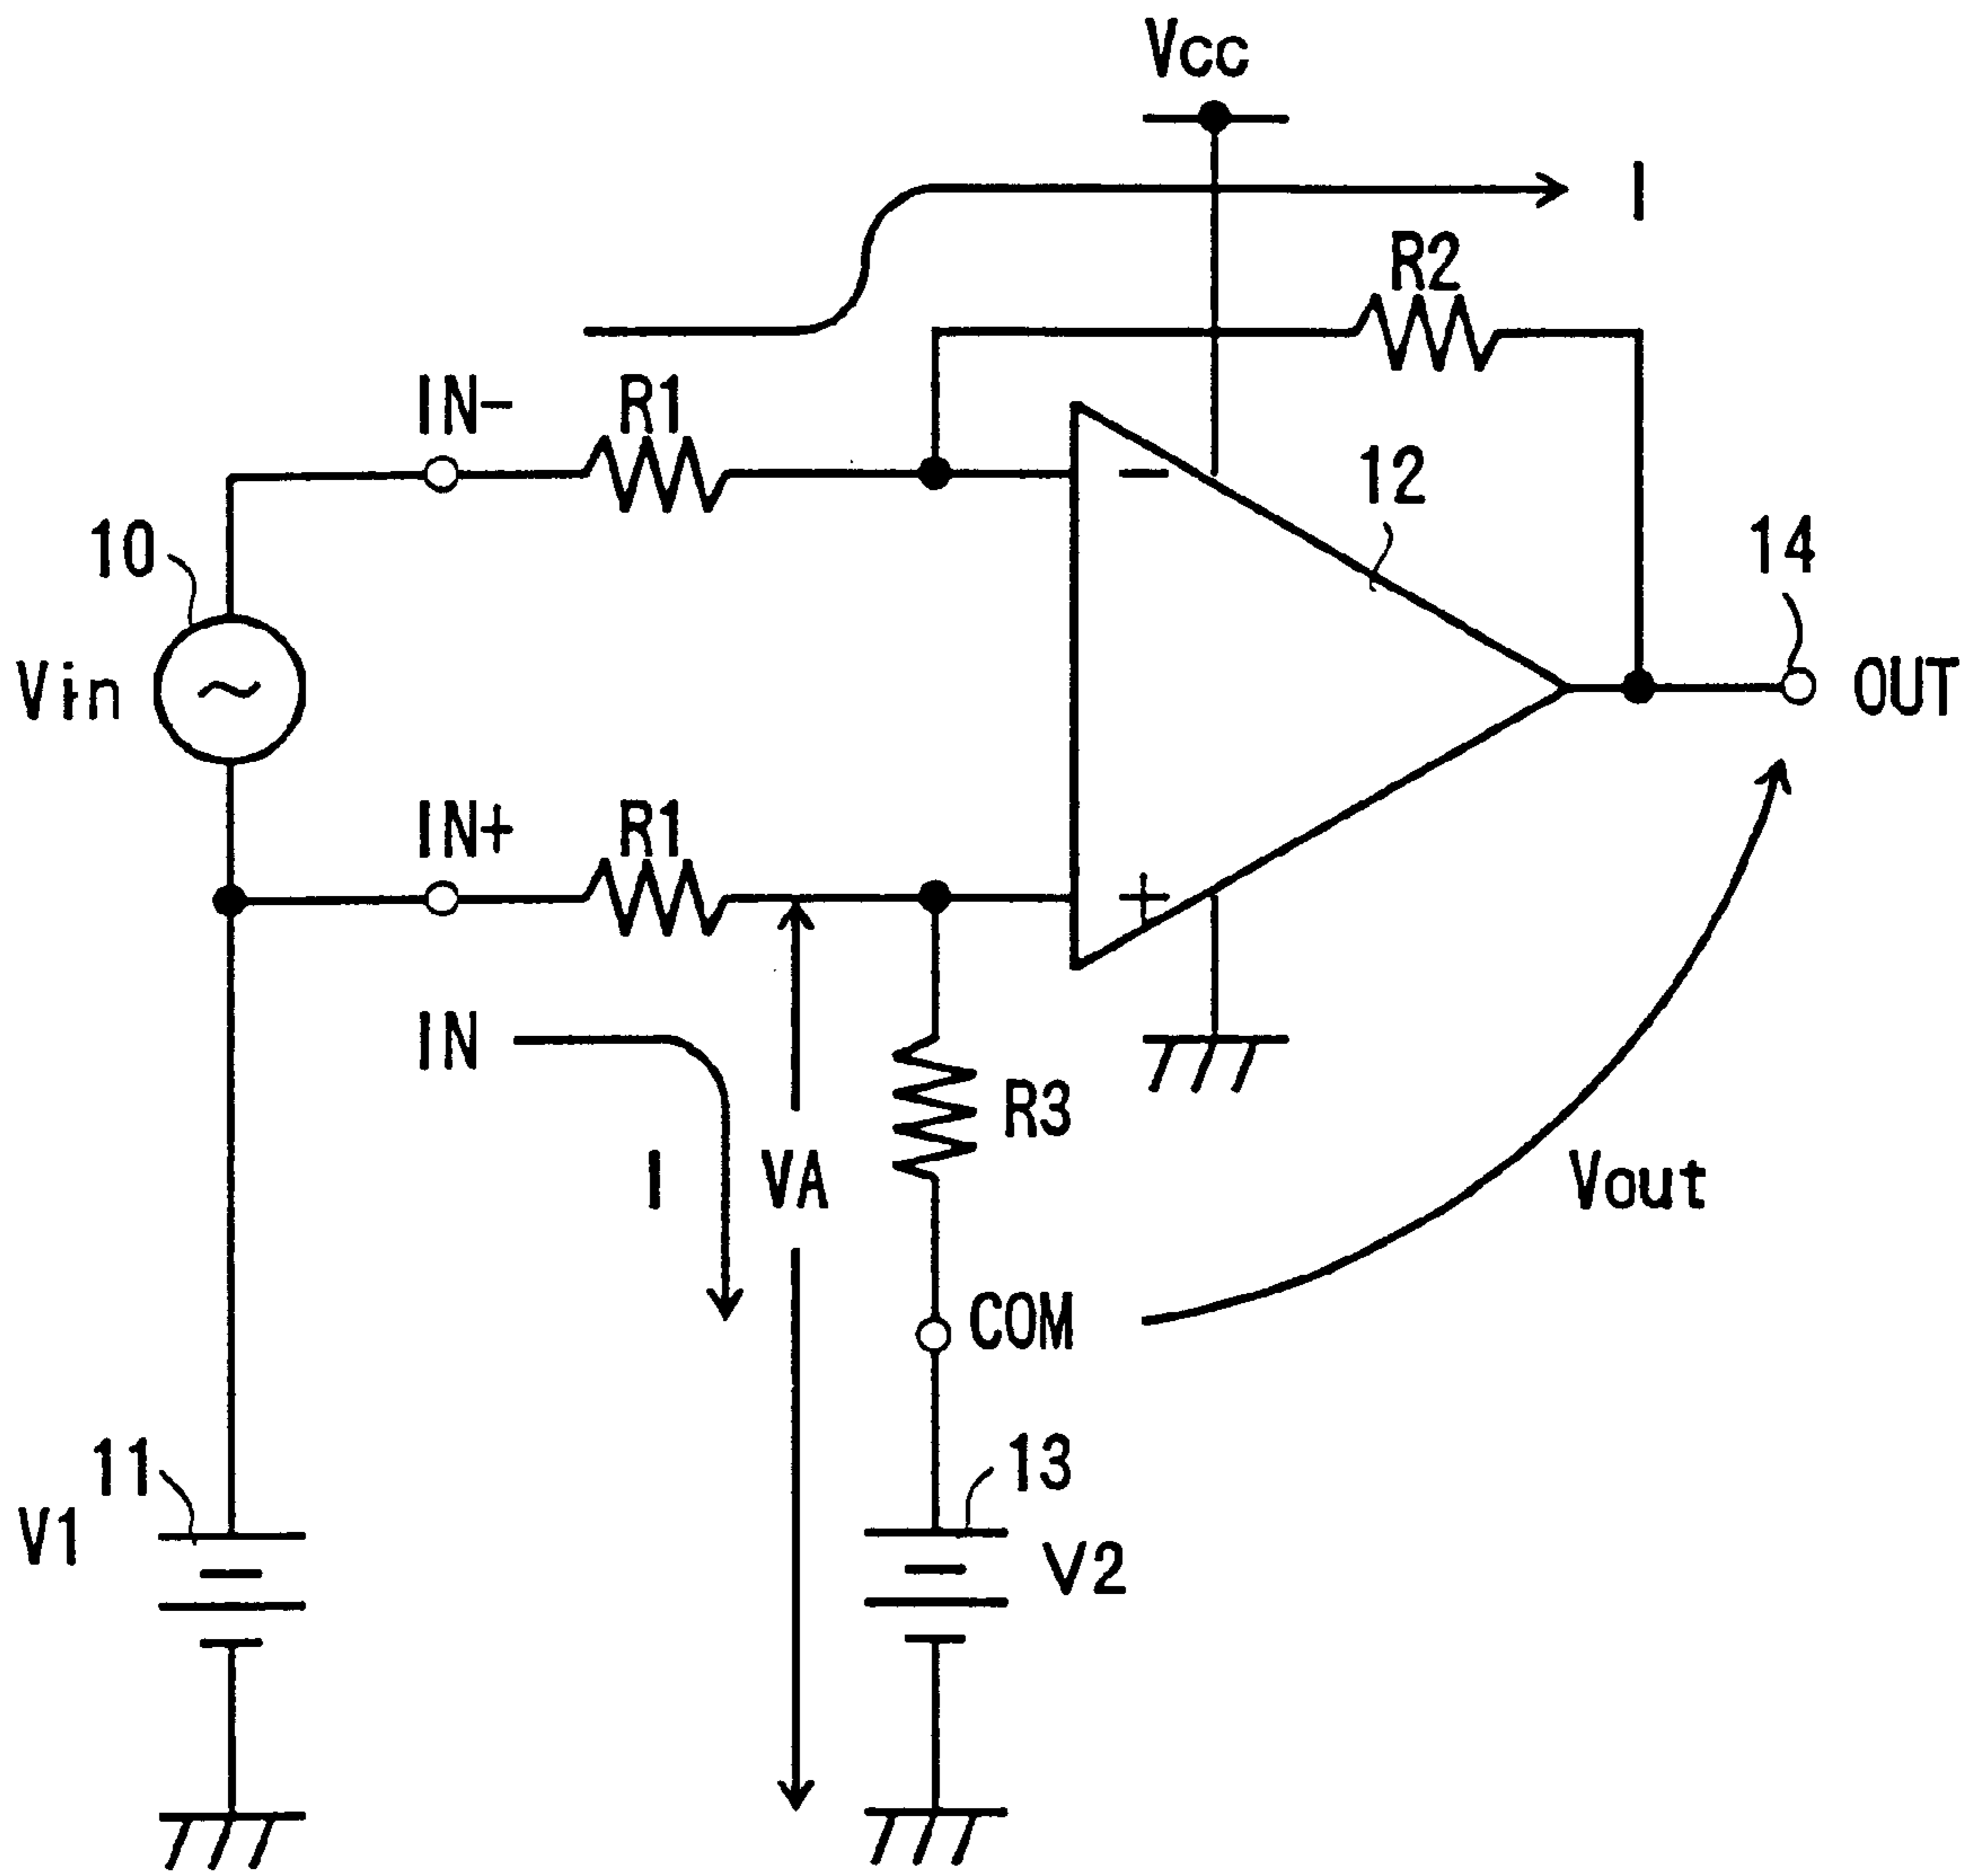 Vcc
I
R2
IN-
R1
12
10
14
Vin
OUT
IN+
R1
IN
R3
I
VA
Vout
COM
11
13
V1
V2